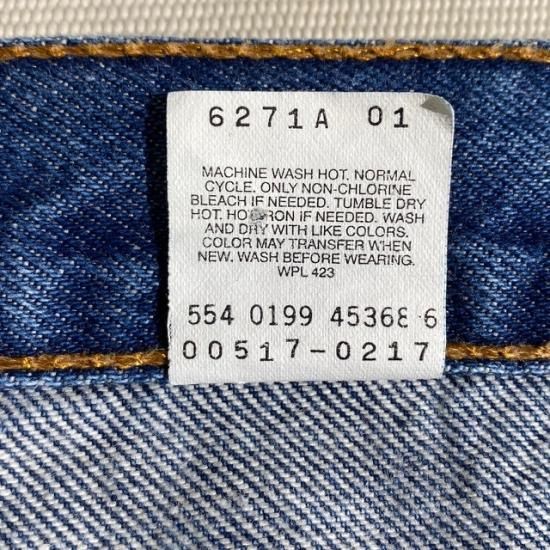 6271A 01
MACHINE WASH HOT. NORMAL
CYCLE. ONLY NON-CHLORINE
BLEACH IF NEEDED. TUMBLE DRY
HOT. IF NEEDED. WASH
AND DRY WITH LIKE COLORS.
COLOR MAY TRANSFER WHEN
NEW. WASH BEFORE WEARING.
WPL 423
554 0199 45368 6
00517-0217